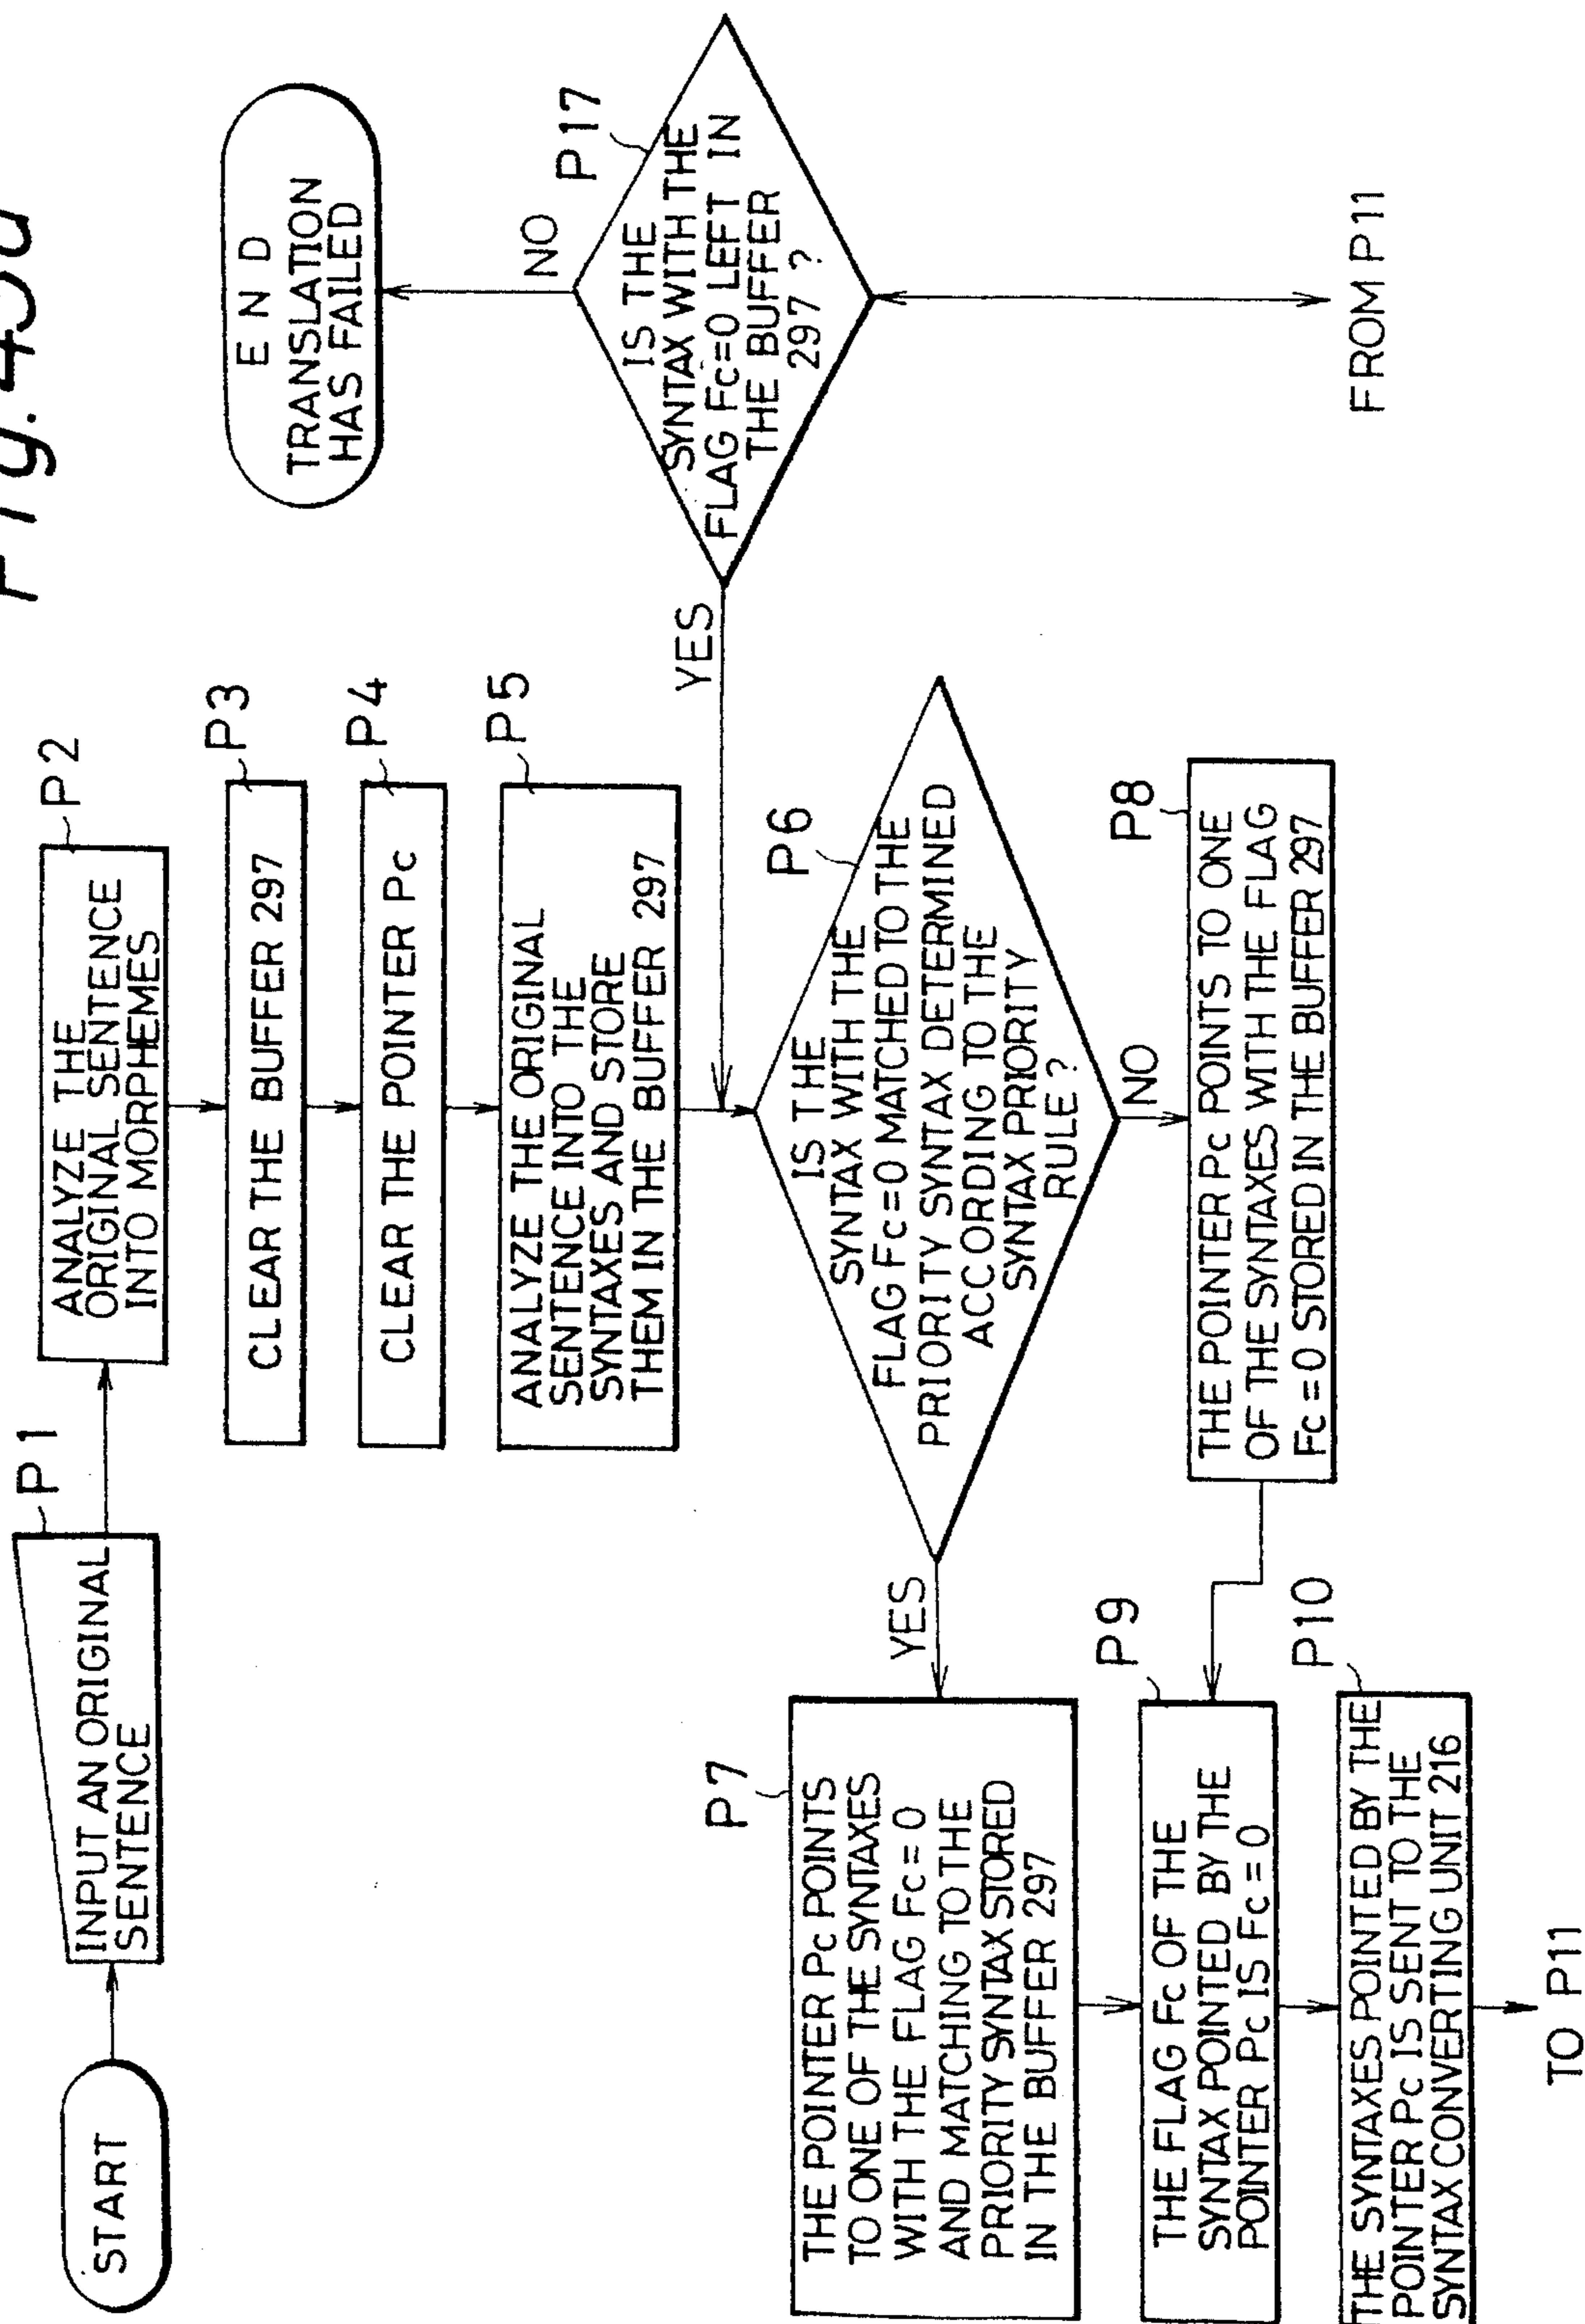 Fig.
START
P1
INPUT AN ORIGINAL
SENTENCE
P2
ANALYZE THE
ORIGINAL SENTENCE
INTO MORPHEMES
P3
CLEAR THE BUFFER 297
P4
CLEAR THE POINTER Pc
P5
ANALYZE THE ORIGINAL
SENTENCE INTO THE
SYNTAXES AND STORE
THEM IN THE BUFFER 297
E N D
TRANSLATION
HAS FAILED
NO
P17
IS THE
SYNTAX WITH THE
FLAG Fc=0 LEFT IN
THE BUFFER
297 ?
YES
FROM P11
P6
IS THE
SYNTAX WITH THE
FLAG Fc=0 MATCHED TO THE
PRIORITY SYNTAX DETERMINED
ACCORDING TO THE
SYNTAX PRIORITY
RULE ?
YES
NO
P7
THE POINTER Pc POINTS
TO ONE OF THE SYNTAXES
WITH THE FLAG Fc = 0
AND MATCHING TO THE
PRIORITY SYNTAX STORED
IN THE BUFFER 297
P8
THE POINTER Pc POINTS TO ONE
OF THE SYNTAXES WITH THE FLAG
Fc = 0 STORED IN THE BUFFER 297
P9
THE FLAG Fc OF THE
SYNTAX POINTED BY THE
POINTER Pc IS Fc = 0
P10
THE SYNTAXES POINTED BY THE
POINTER Pc IS SENT TO THE
SYNTAX CONVERTING UNIT 216
TO P11